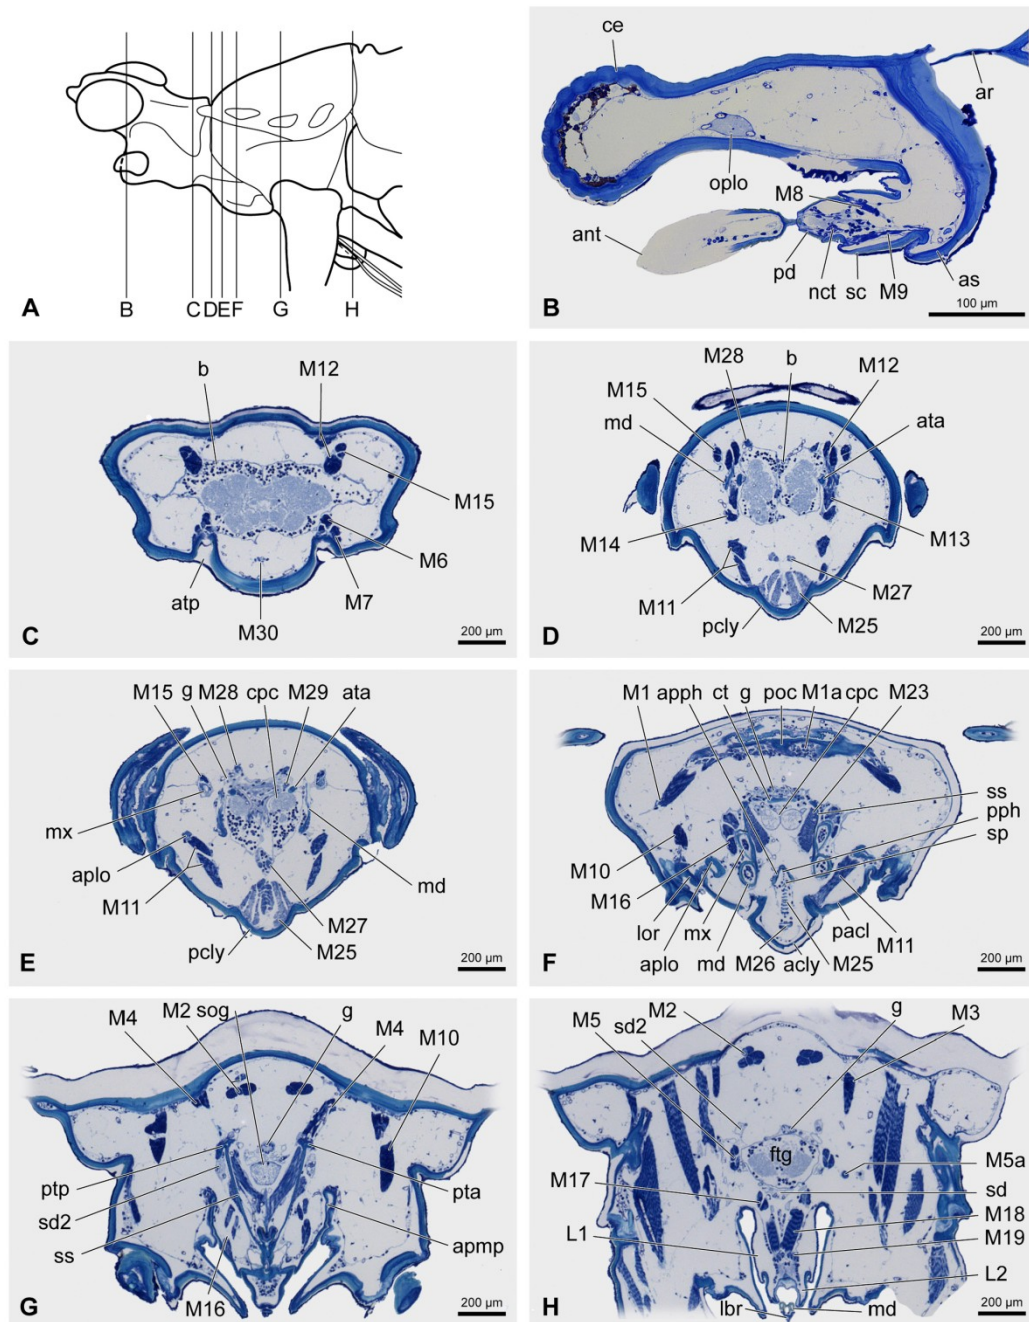 B C D E F G H
A
ce
ar
oplo
M8
ant
pd
nct
sc
M9
as
B
100 µm
b
M12
M15
M6
M7
atp
M30
C
200 µm
M28
b
M12
M15
md
ata
M14
M13
M11
M27
pcly
M25
D
200 µm
M15 g M28 cpc M29 ata
mx
aplo
md
M11
M27
pcly
M25
E
200 µm
M1 apph ct g poc M1a cpc M23
ss
pph
sp
M10
M16
lor
mx
pacl
M11
aplo
md
M26
acly
M25
F
200 µm
M4
M2 sog
g
M4
M10
ptp
pta
sd2
ss
apmp
M16
G
200 µm
M5
sd2
M2
g
M3
ftg
M5a
M17
sd
M18
L1
M19
L2
lbr
md
H
200 µm